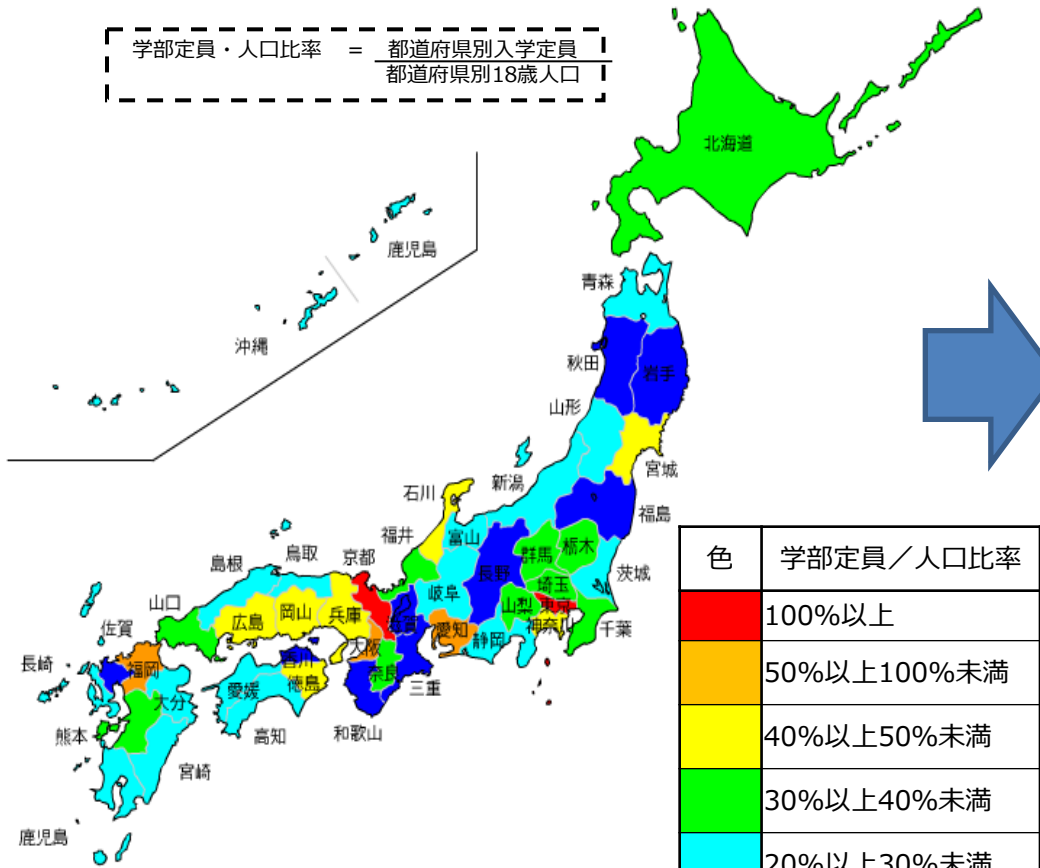 学部定員・人口比率 = 都道府県別入学定員
都道府県別18歳人口
北海道
鹿児島
沖縄
青森
秋田
岩手
山形
宮城
新潟
石川
福島
福井
富山
群馬
栃木
茨城
島根
鳥取
京都
長野
岐阜
埼玉
山梨
東京
神奈川
千葉
山口
広島
岡山
兵庫
滋賀
愛知
静岡
佐賀
福岡
大阪
奈良
三重
長崎
香川
徳島
愛媛
大分
高知
和歌山
熊本
宮崎
鹿児島
色 学部定員／人口比率
100%以上
50%以上100%未満
40%以上50%未満
30%以上40%未満
20%以上30%未満